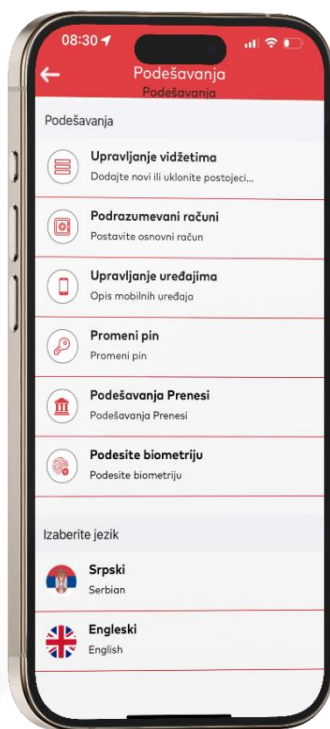 08:30
Podešavanja
Podešavanja
Podešavanja
Upravljanje vidžetima
Dodajte novi ili uklonite postojeci...
Podrazumevani računi
Postavite osnovni račun
Upravljanje uređajima
Opis mobilnih uređaja
Promeni pin
Promeni pin
Podešavanja Prenesi
Podešavanja Prenesi
Podesite biometriju
Podesite biometriju
Izaberite jezik
Srpski
Serbian
Engleski
English